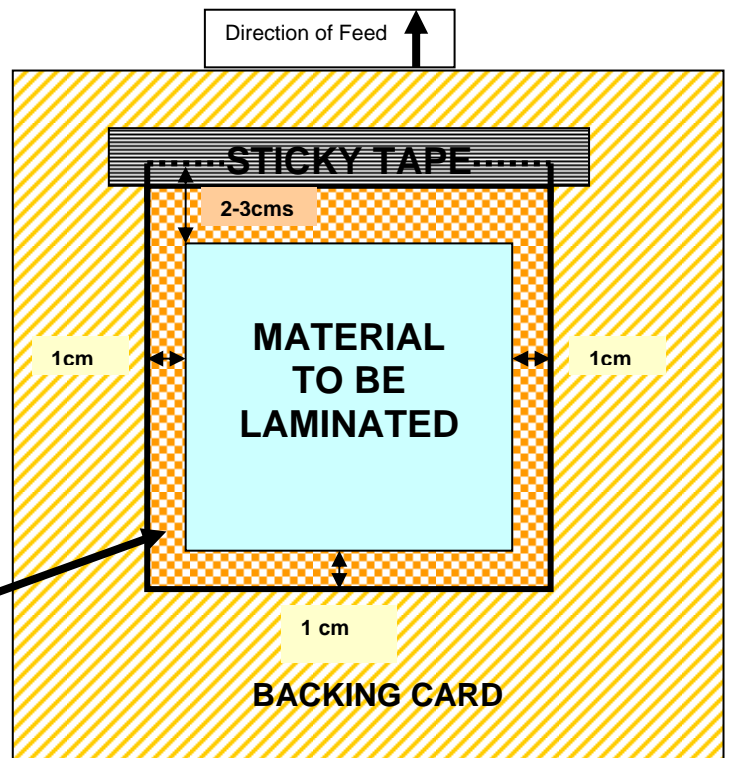 Direction of Feed
STICKY TAPE
2-3cms
MATERIAL
TO BE
LAMINATED
1cm
1cm
1 cm
BACKING CARD